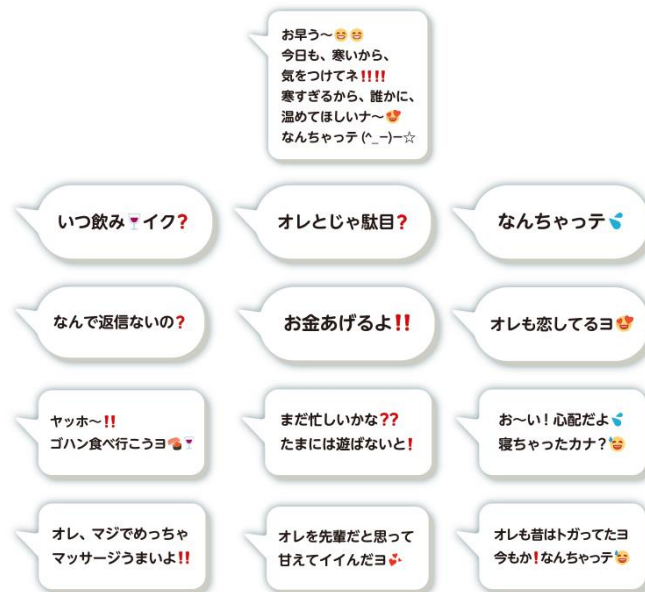 お早う〜😁😁
今日も、寒いから、
気をつけてネ‼‼
寒すぎるから、誰かに、
温めてほしいナ〜😍
なんちゃっテ(^_−)−☆
いつ飲み🍷イク?
オレとじゃ駄目?
なんちゃっテ💦
なんで返信ないの?
お金あげるよ‼
オレも恋してるヨ😍
ヤッホ〜‼
ゴハン食べ行こうヨ🍣🍷
まだ忙しいかな??
たまには遊ばないと!
お〜い!心配だよ💦
寝ちゃったカナ?😅
オレ、マジでめっちゃ
マッサージうまいよ‼
オレを先輩だと思って
甘えてイイんだヨ💕
オレも昔はトガってたヨ
今もか!なんちゃっテ😅